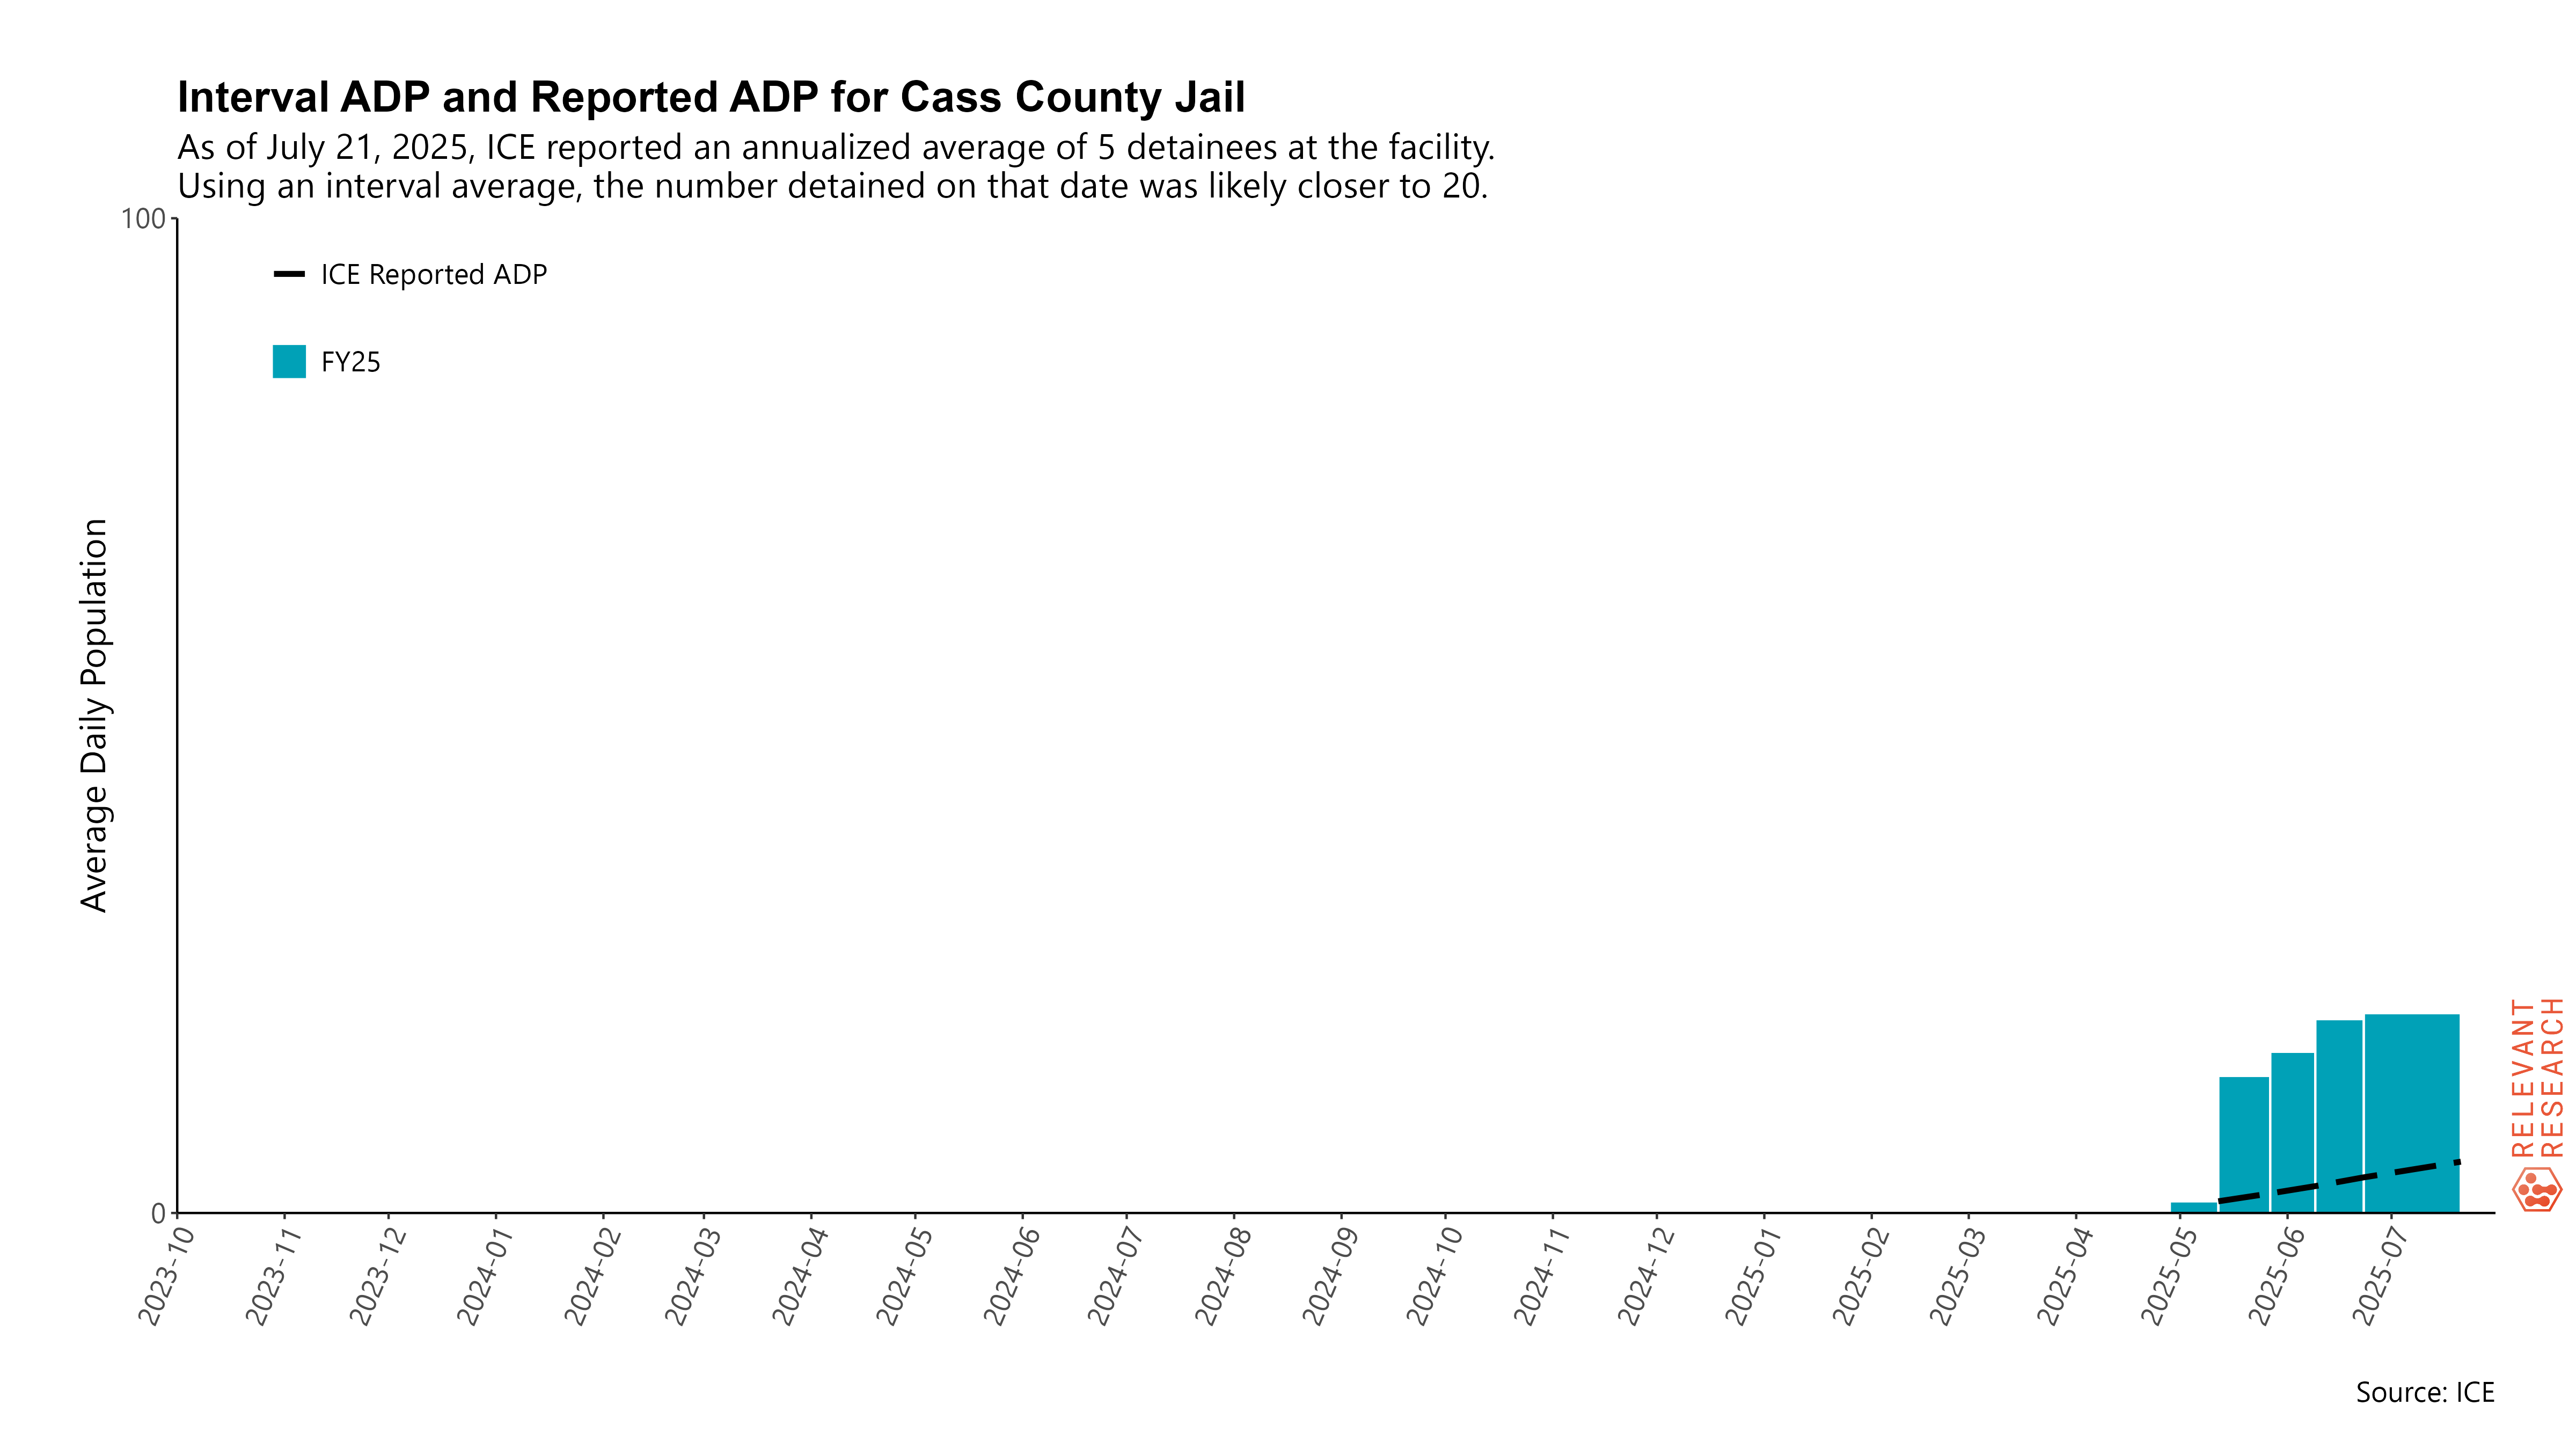 Interval ADP and Reported ADP for Cass County Jail
As of July 21, 2025, ICE reported an annualized average of 5 detainees at the facility.
Using an interval average, the number detained on that date was likely closer to 20.
100
ICE Reported ADP
FY25
Average Daily Population
0
2023-10
2023-11
2023-12
2024-01
2024-02
2024-03
2024-04
2024-05
2024-06
2024-07
2024-08
2024-09
2024-10
2024-11
2024-12
2025-01
2025-02
2025-03
2025-04
2025-05
2025-06
2025-07
RELEVANT
RESEARCH
Source: ICE